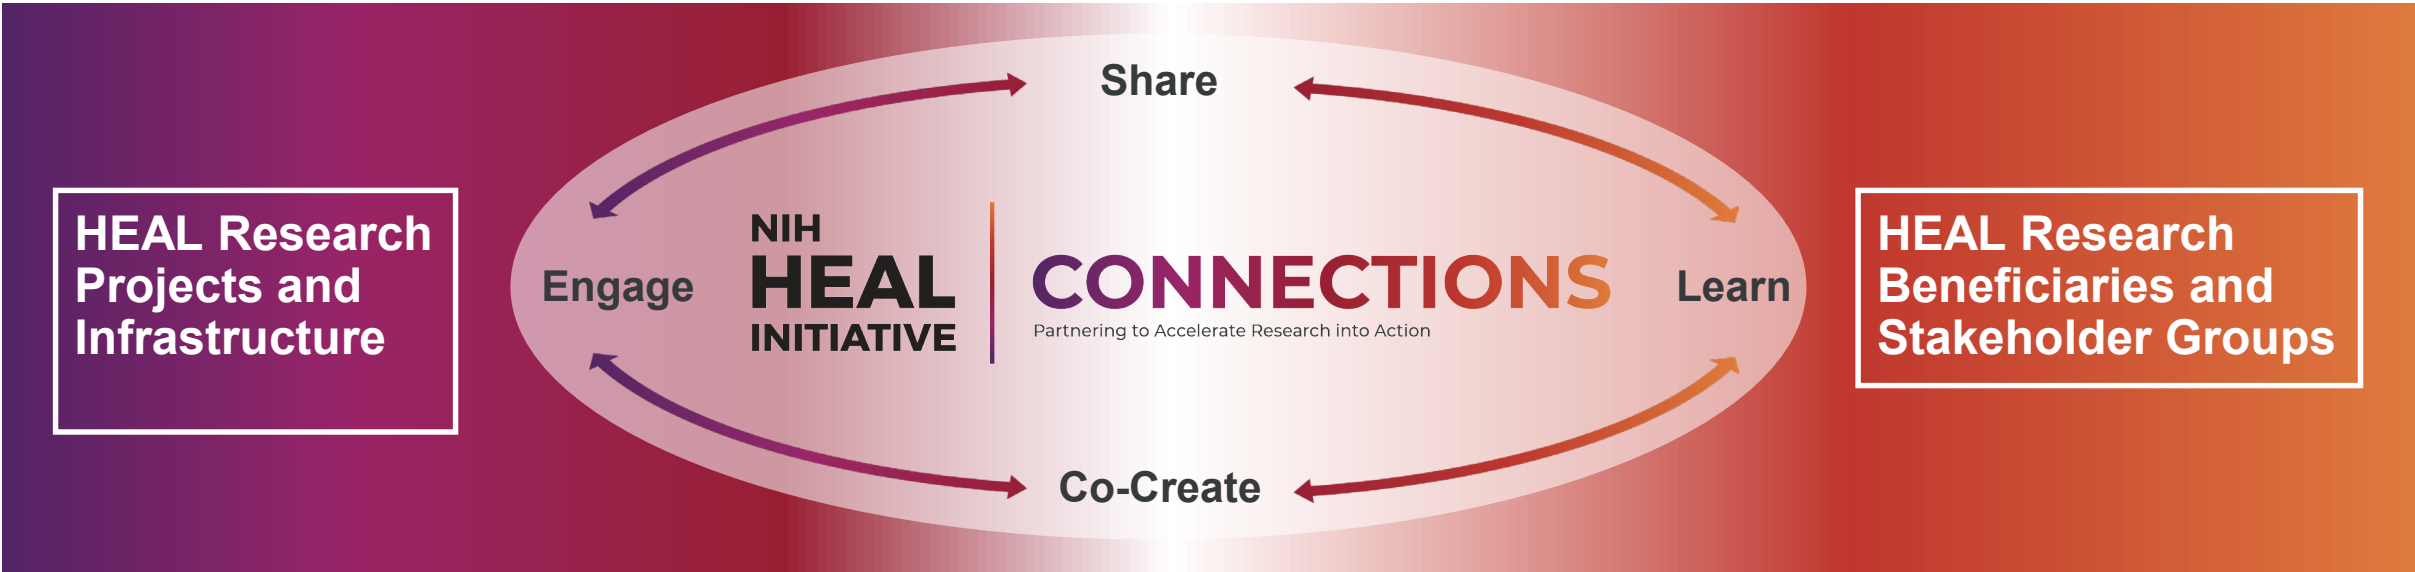 Share
HEAL Research
Projects and
Infrastructure
Engage
NIH
HEAL
INITIATIVE
CONNECTIONS
Partnering to Accelerate Research into Action
Learn
HEAL Research
Beneficiaries and
Stakeholder Groups
Co-Create